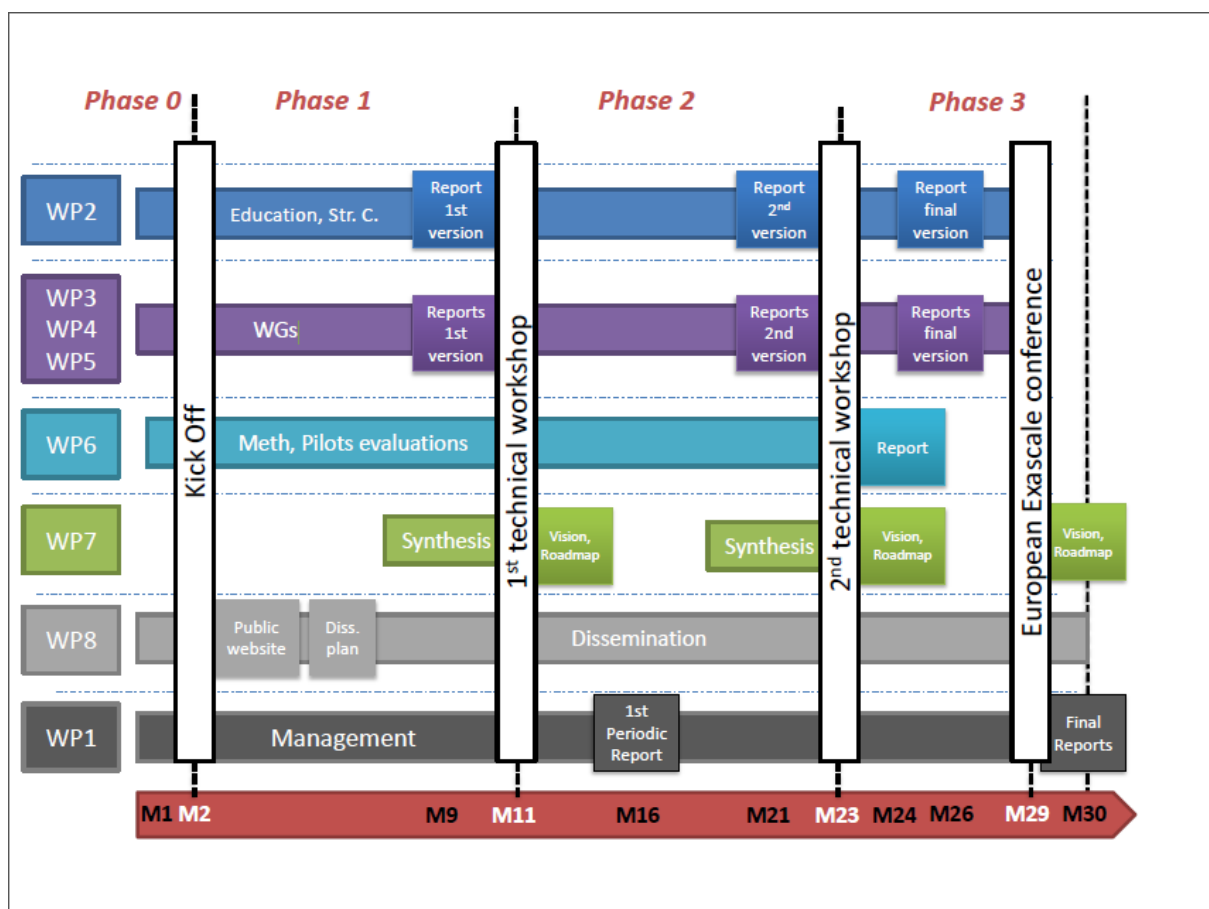 Phase 0 Phase 1 Phase 2 Phase 3
WP2
Education, Str. C.
Report
1st
version
Report
2nd
version
Report
final
version
WP3
WP4
WP5
WGs
Reports
1st
version
Reports
2nd
version
Reports
final
version
WP6
Meth, Pilots evaluations
Report
WP7
Synthesis
Vision,
Roadmap
Synthesis
Vision,
Roadmap
Vision,
Roadmap
WP8
Public
website
Diss.
plan
Dissemination
WP1
Management
1st
Periodic
Report
Final
Reports
Kick Off
1st technical workshop
2nd technical workshop
European Exascale conference
M1 M2 M9 M11 M16 M21 M23 M24 M26 M29 M30